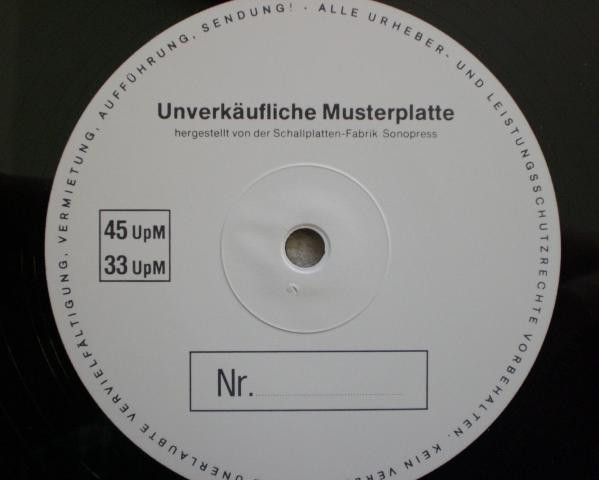 Unverkäufliche Musterplatte
hergestellt von der Schallplatten-Fabrik Sonopress
45 UpM
33 UpM
Nr.
ALLE URHEBER- UND LEISTUNGSSCHUTZRECHTE VORBEHALTEN. KEIN
UNERLAUBTE VERVIELFÄLTIGUNG, VERMIETUNG, AUFFÜHRUNG, SENDUNG! ·